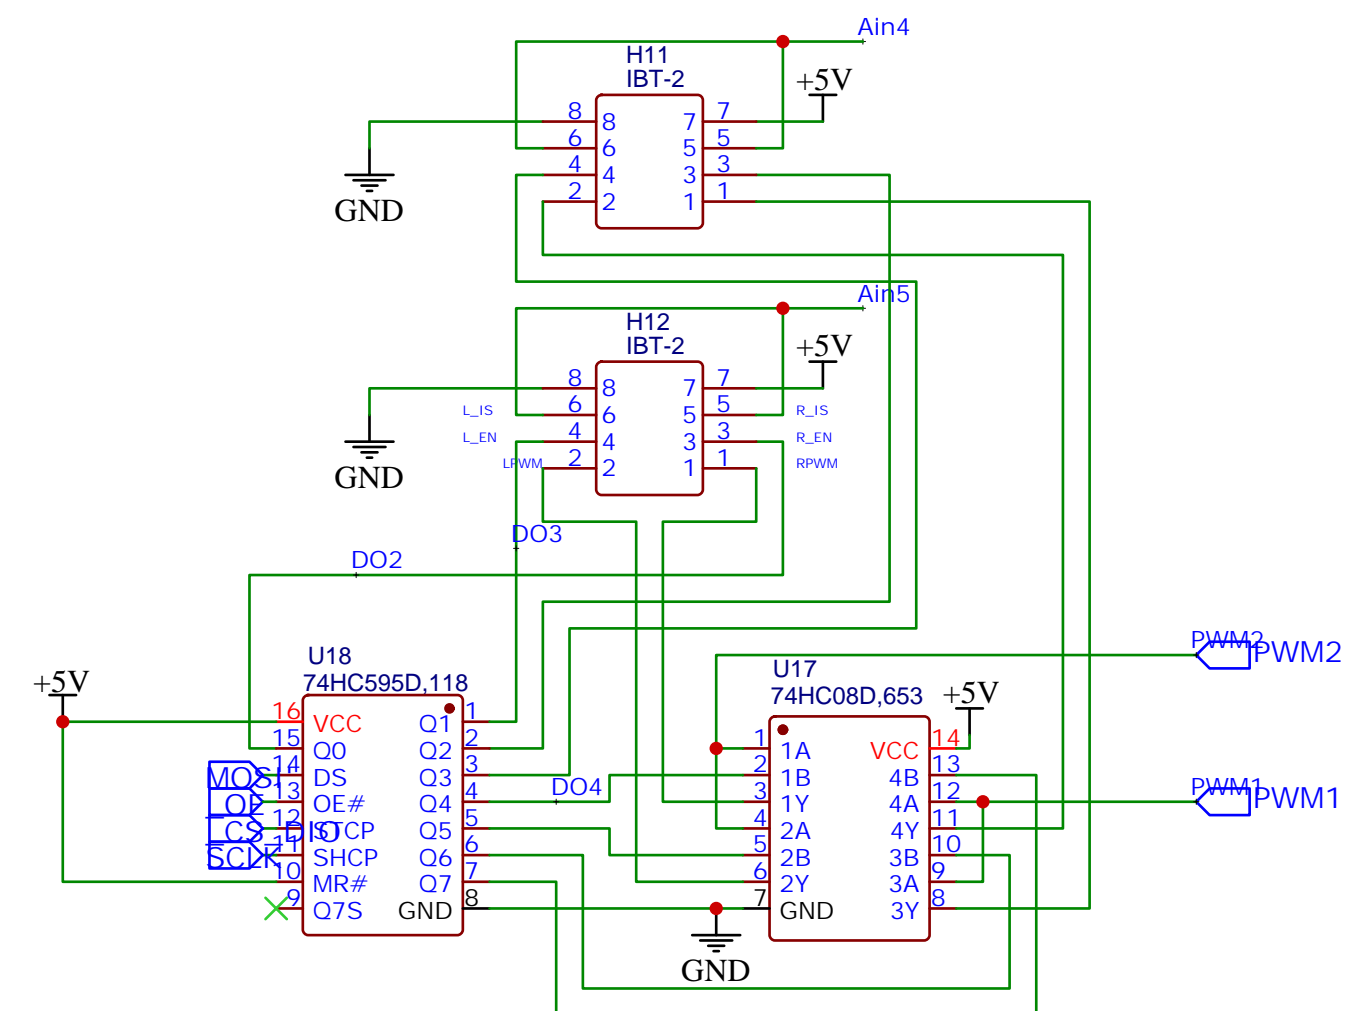 Ain4
H11
IBT-2
+5V
8 8 7 7
6 6 5 5
4 4 3 3
2 2 1 1
GND
Ain5
H12
IBT-2
+5V
8 8 7 7
L_IS 6 6 5 5 R_IS
L_EN 4 4 3 3 R_EN
LPWM 2 2 1 1 RPWM
GND
DO3
DO2
PWM2 PWM2
U18
74HC595D,118
+5V
16 VCC Q1 1
15 Q0 Q2 2
MOSI 14 DS Q3 3
OE 13 OE# Q4 4
CS_DIO 12 STCP Q5 5
SCLK 11 SHCP Q6 6
10 MR# Q7 7
9 Q7S GND 8
DO4
U17
74HC08D,653
+5V
1 1A VCC 14
2 1B 4B 13
3 1Y 4A 12
4 2A 4Y 11
5 2B 3B 10
6 2Y 3A 9
7 GND 3Y 8
PWM1 PWM1
GND